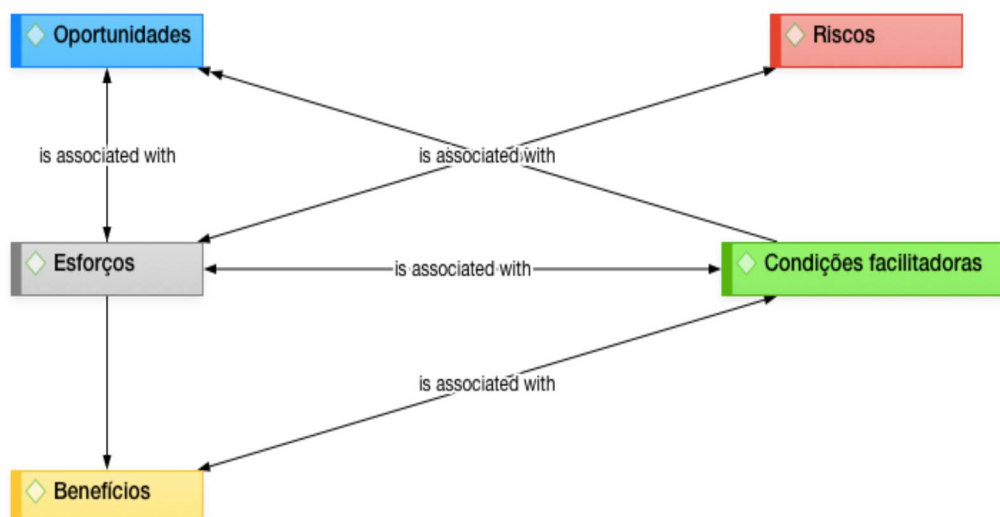 Oportunidades
Riscos
is associated with
is associated with
Esforços
is associated with
Condições facilitadoras
is associated with
Benefícios